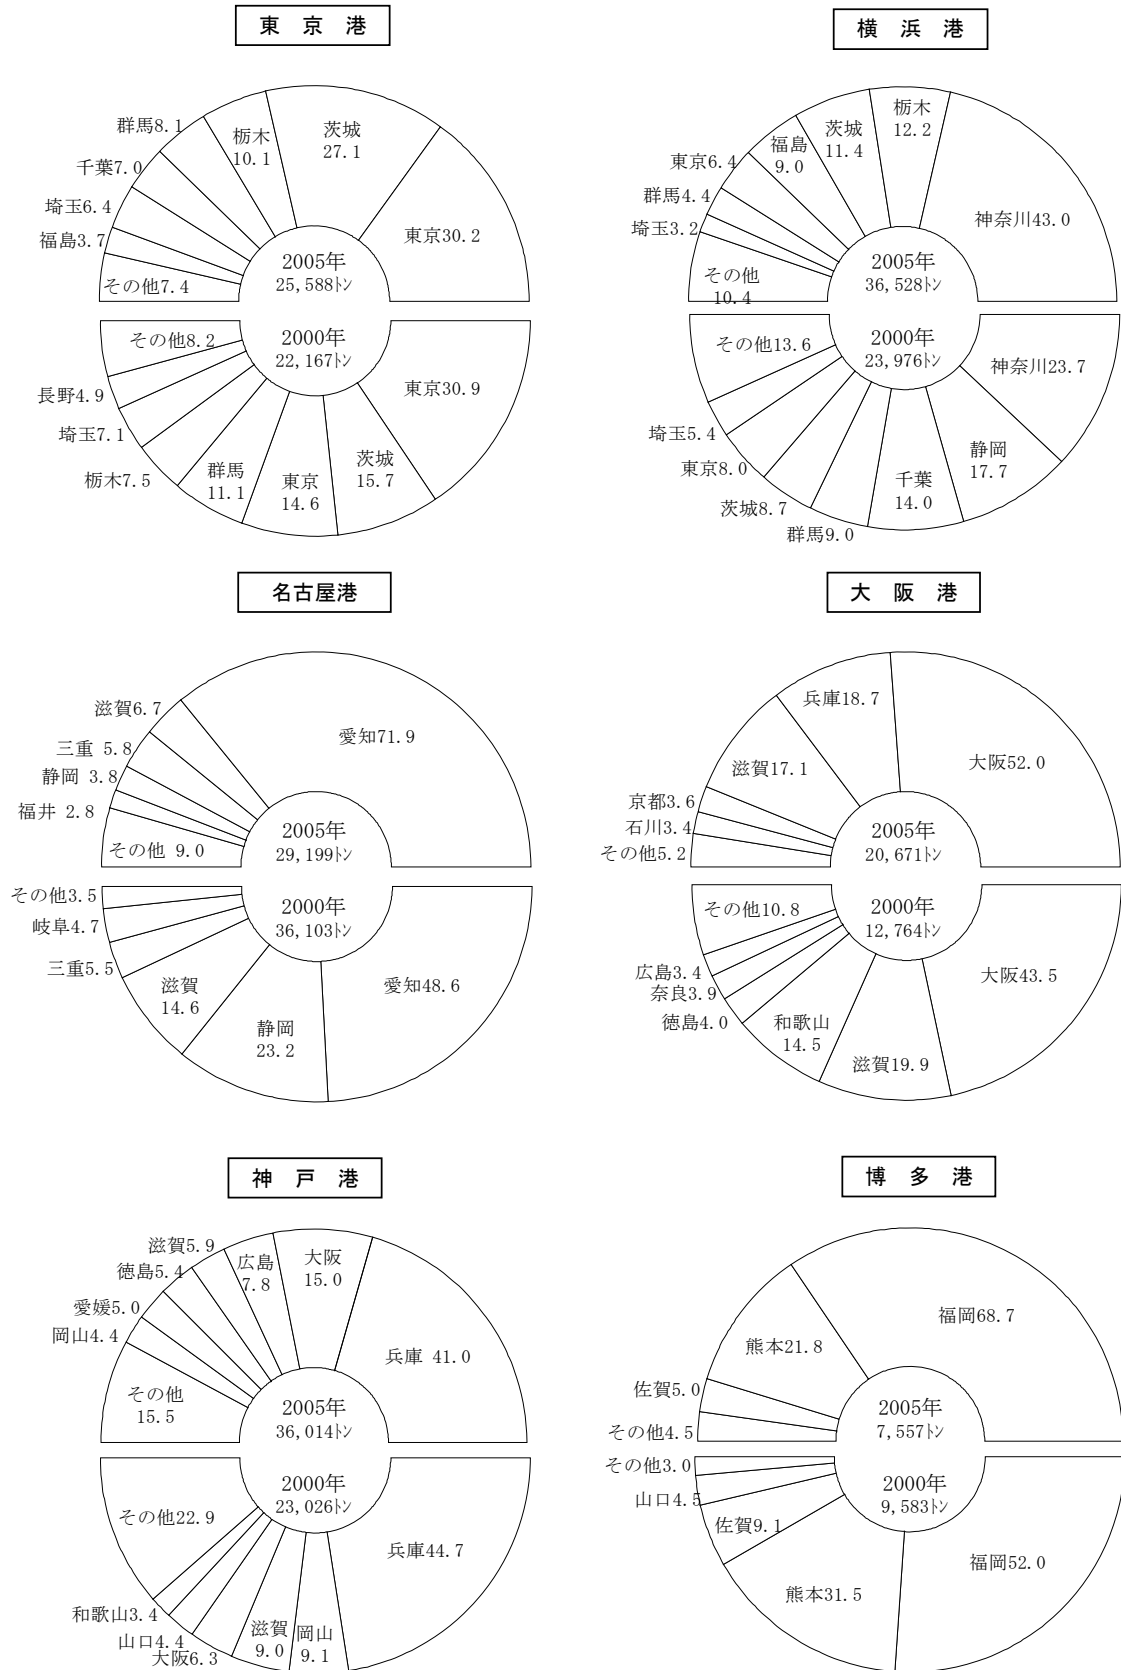 東 京 港
群馬8.1
栃木
10.1
茨城
27.1
千葉7.0
埼玉6.4
福島3.7
その他7.4
東京30.2
2005年
25,588㌧
その他8.2
2000年
22,167㌧
東京30.9
長野4.9
埼玉7.1
栃木7.5
群馬
11.1
東京
14.6
茨城
15.7
横 浜 港
栃木
12.2
茨城
11.4
福島
9.0
東京6.4
群馬4.4
埼玉3.2
その他
10.4
神奈川43.0
2005年
36,528㌧
その他13.6
2000年
23,976㌧
神奈川23.7
埼玉5.4
東京8.0
茨城8.7
群馬9.0
千葉
14.0
静岡
17.7
名古屋港
滋賀6.7
三重 5.8
静岡 3.8
福井 2.8
その他 9.0
愛知71.9
2005年
29,199㌧
その他3.5
2000年
36,103㌧
岐阜4.7
三重5.5
滋賀
14.6
静岡
23.2
愛知48.6
大 阪 港
兵庫18.7
滋賀17.1
京都3.6
石川3.4
その他5.2
大阪52.0
2005年
20,671㌧
その他10.8
2000年
12,764㌧
広島3.4
奈良3.9
徳島4.0
和歌山
14.5
滋賀19.9
大阪43.5
神 戸 港
滋賀5.9
徳島5.4
愛媛5.0
岡山4.4
その他
15.5
広島
7.8
大阪
15.0
兵庫 41.0
2005年
36,014㌧
2000年
23,026㌧
その他22.9
和歌山3.4
山口4.4
大阪6.3
滋賀
9.0
岡山
9.1
兵庫44.7
博 多 港
福岡68.7
熊本21.8
佐賀5.0
その他4.5
2005年
7,557㌧
その他3.0
2000年
9,583㌧
山口4.5
佐賀9.1
熊本31.5
福岡52.0